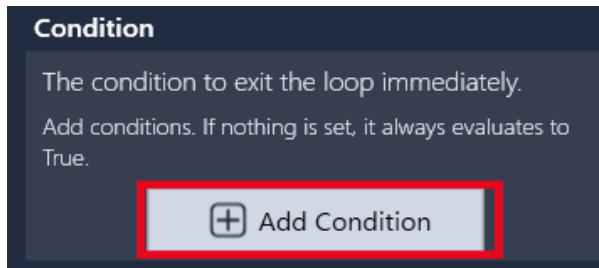 Condition
The condition to exit the loop immediately.
Add conditions. If nothing is set, it always evaluates to
True.
Add Condition